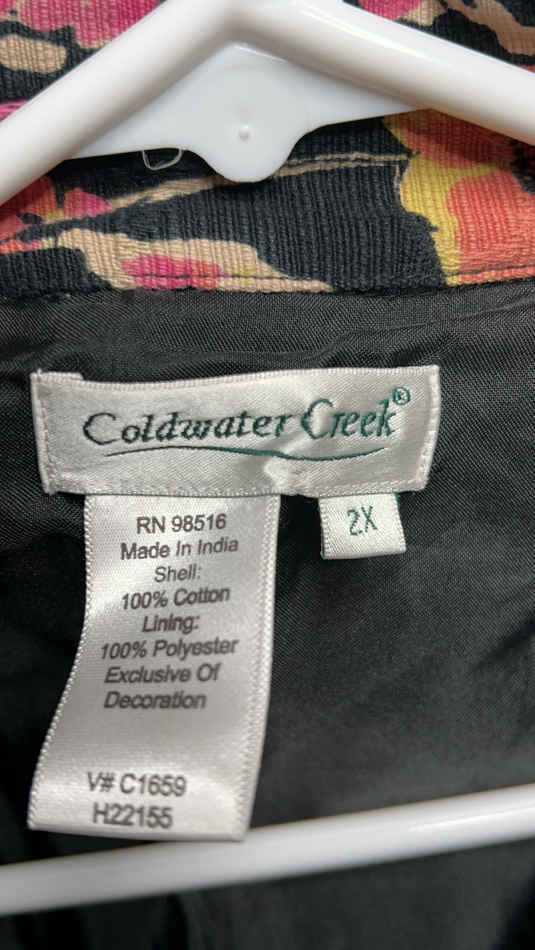 Coldwater Creek®
2X
RN 98516
Made In India
Shell:
100% Cotton
Lining:
100% Polyester
Exclusive Of
Decoration
V# C1659
H22155